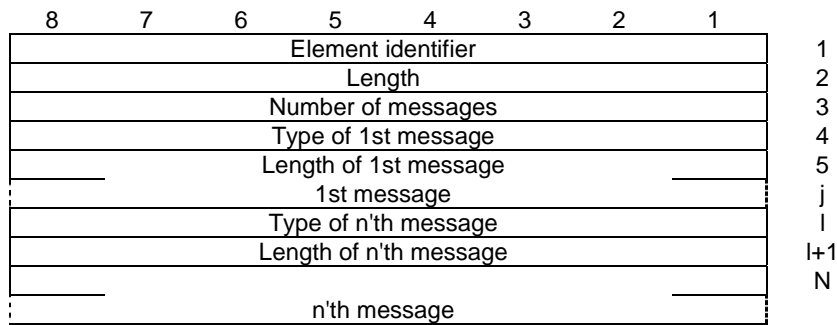 8 7 6 5 4 3 2 1
Element identifier 1
Length 2
Number of messages 3
Type of 1st message 4
Length of 1st message 5
1st message j
Type of n'th message l
Length of n'th message l+1
N
n'th message